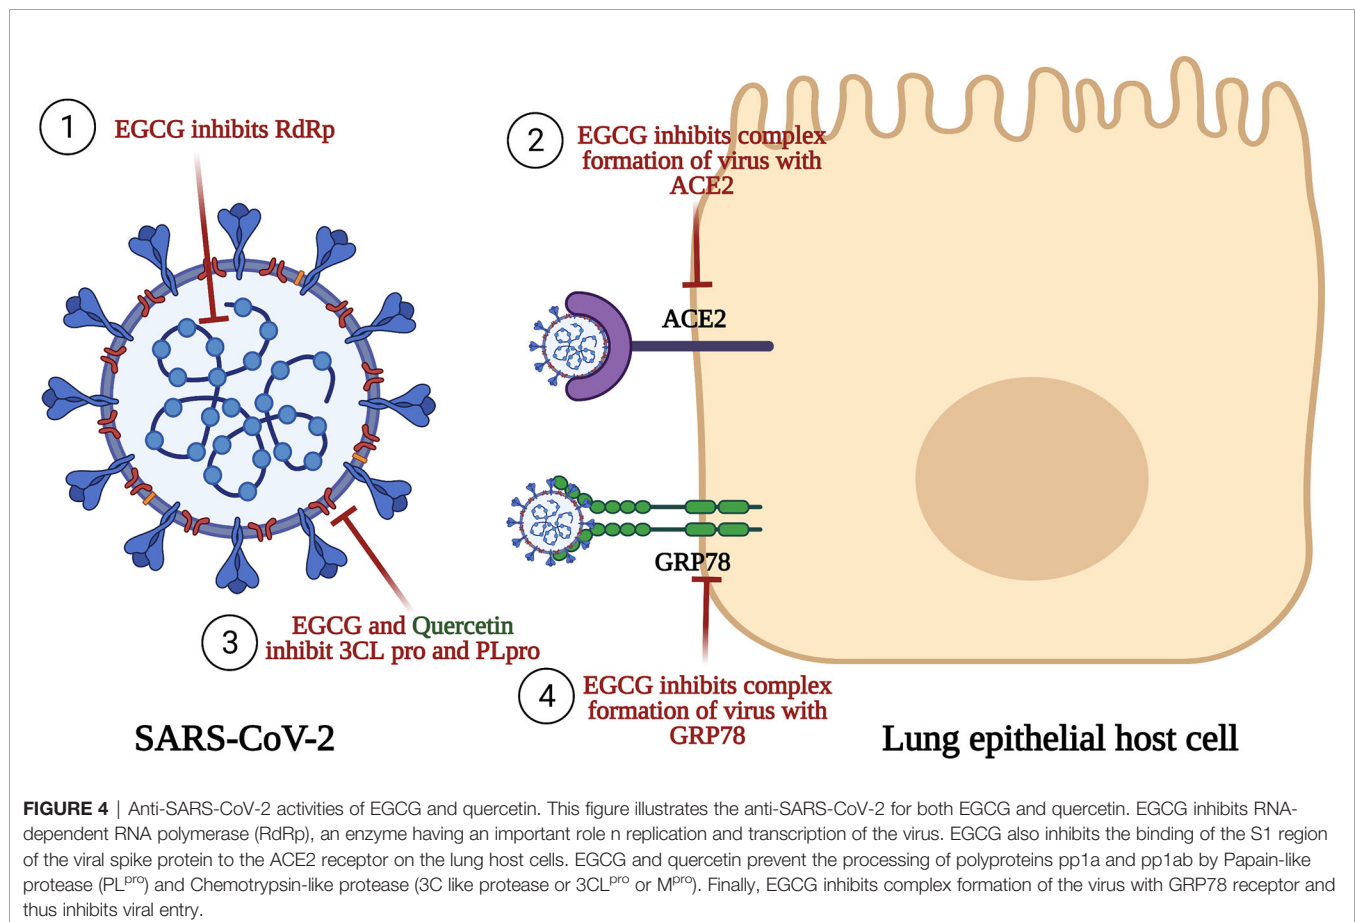 1
EGCG inhibits RdRp
2
EGCG inhibits complex
formation of virus with
ACE2
ACE2
GRP78
3
EGCG and Quercetin
inhibit 3CL pro and PLpro
4
EGCG inhibits complex
formation of virus with
GRP78
SARS-CoV-2
Lung epithelial host cell
FIGURE 4 | Anti-SARS-CoV-2 activities of EGCG and quercetin. This figure illustrates the anti-SARS-CoV-2 for both EGCG and quercetin. EGCG inhibits RNA-
dependent RNA polymerase (RdRp), an enzyme having an important role n replication and transcription of the virus. EGCG also inhibits the binding of the S1 region
of the viral spike protein to the ACE2 receptor on the lung host cells. EGCG and quercetin prevent the processing of polyproteins pp1a and pp1ab by Papain-like
protease (PLpro) and Chemotrypsin-like protease (3C like protease or 3CLpro or Mpro). Finally, EGCG inhibits complex formation of the virus with GRP78 receptor and
thus inhibits viral entry.